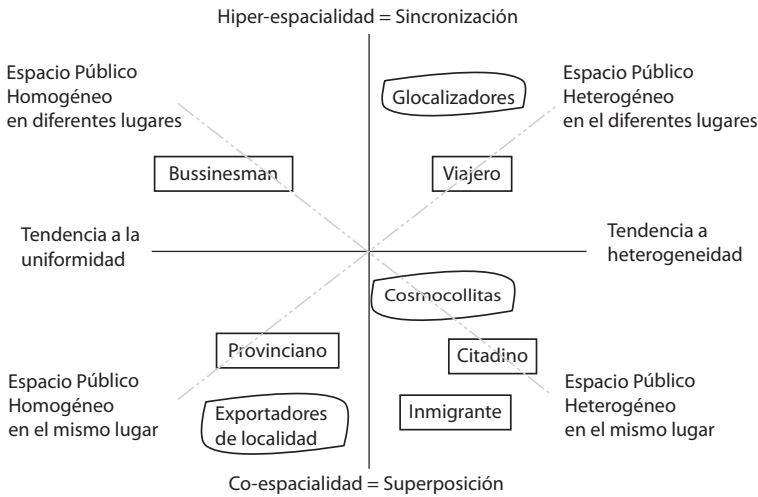 Hiper-espacialidad = Sincronización
Espacio Público
Homogéneo
en diferentes lugares
Glocalizadores
Espacio Público
Heterogéneo
en el diferentes lugares
Bussinesman
Viajero
Tendencia a la
uniformidad
Tendencia a
heterogeneidad
Cosmocollitas
Provinciano
Citadino
Espacio Público
Homogéneo
en el mismo lugar
Exportadores
de localidad
Inmigrante
Espacio Público
Heterogéneo
en el mismo lugar
Co-espacialidad = Superposición